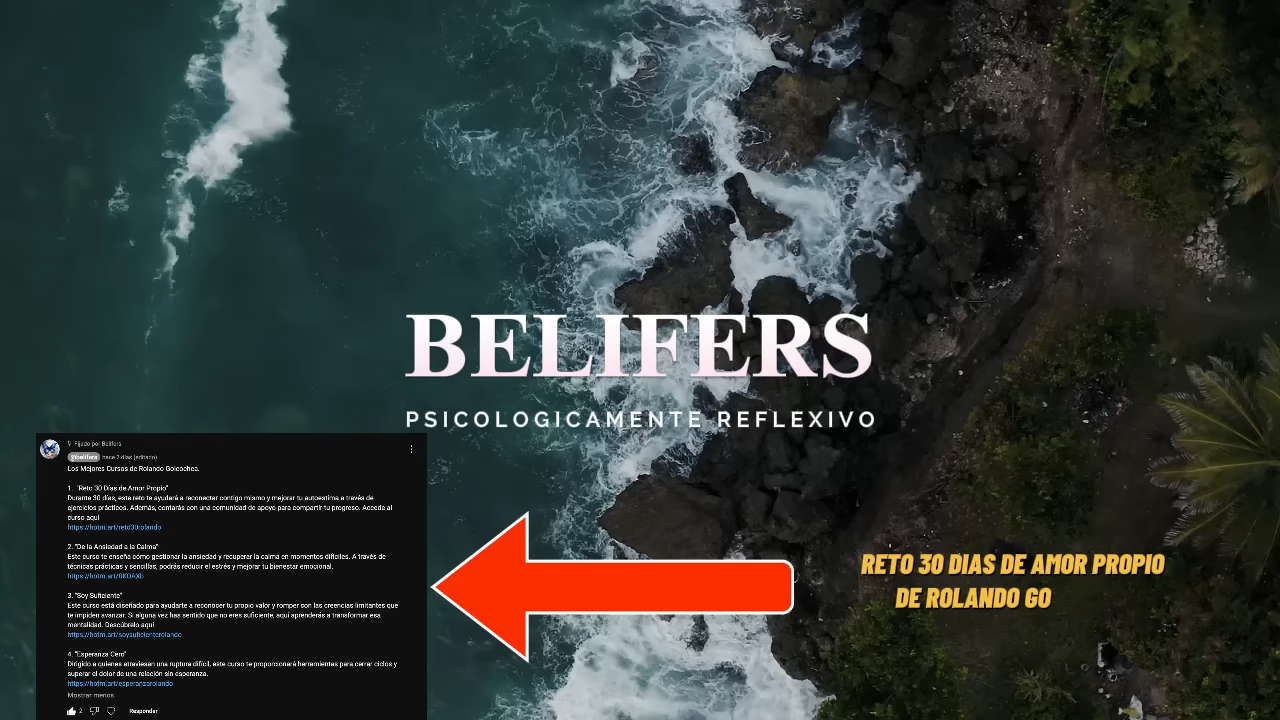 BELIFERS
PSICOLOGICAMENTE REFLEXIVO
Fijado por Belifers
@belifers hace 2 días (editado)
Los Mejores Cursos de Rolando Goicochea.
1. "Reto 30 Días de Amor Propio"
Durante 30 días, este reto te ayudará a reconectar contigo mismo y mejorar tu autoestima a través de
ejercicios prácticos. Además, contarás con una comunidad de apoyo para compartir tu progreso. Accede al
curso aquí
https://hotm.art/reto30rolando
2. "De la Ansiedad a la Calma"
Este curso te enseña cómo gestionar la ansiedad y recuperar la calma en momentos difíciles. A través de
técnicas prácticas y sencillas, podrás reducir el estrés y mejorar tu bienestar emocional.
https://hotm.art/0KOAXb
3. "Soy Suficiente"
Este curso está diseñado para ayudarte a reconocer tu propio valor y romper con las creencias limitantes que
te impiden avanzar. Si alguna vez has sentido que no eres suficiente, aquí aprenderás a transformar esa
mentalidad. Descúbrelo aquí
https://hotm.art/soysuficienterolando
4. "Esperanza Cero"
Dirigido a quienes atraviesan una ruptura difícil, este curso te proporcionará herramientas para cerrar ciclos y
superar el dolor de una relación sin esperanza.
https://hotm.art/esperanzarolando
Mostrar menos
2 Responder
RETO 30 DÍAS DE AMOR PROPIO
DE ROLANDO GO